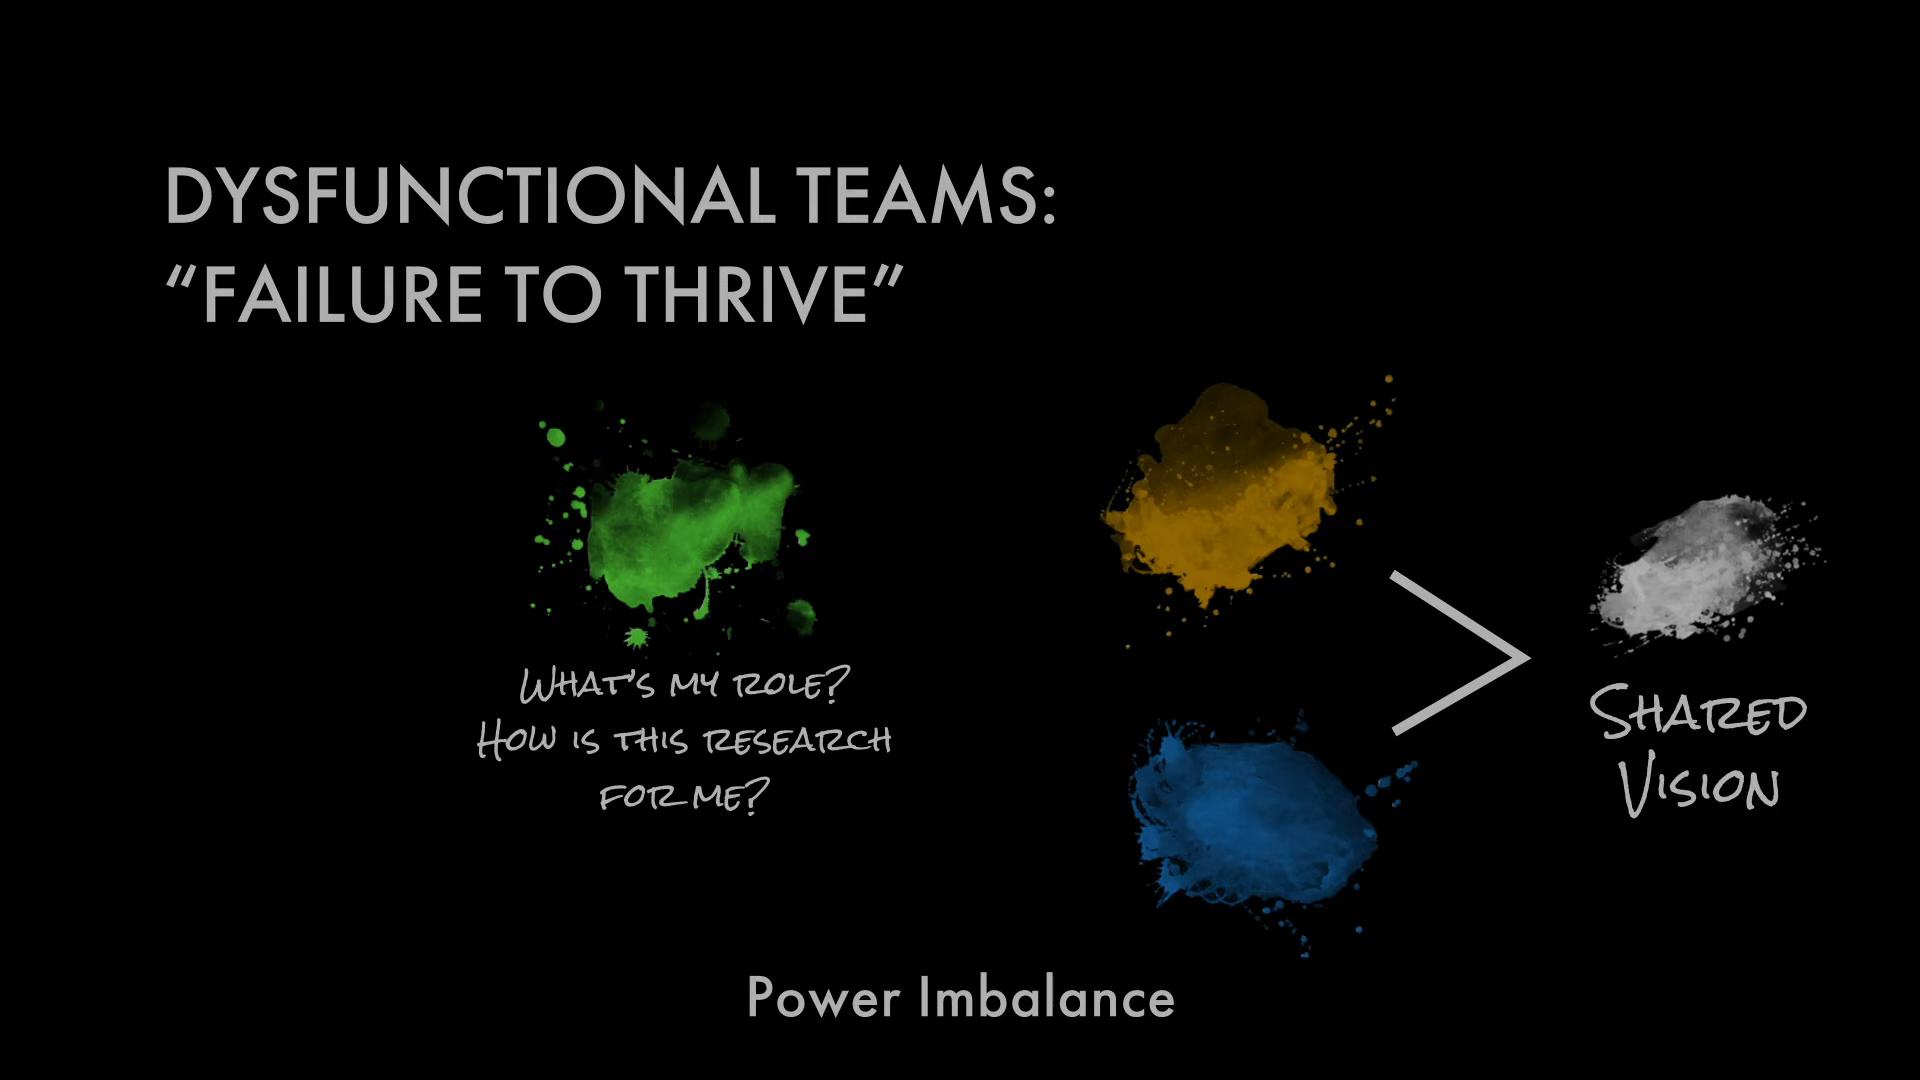 DYSFUNCTIONAL TEAMS:
“FAILURE TO THRIVE”
WHAT'S MY ROLE?
HOW IS THIS RESEARCH
FOR ME?
SHARED
VISION
Power Imbalance